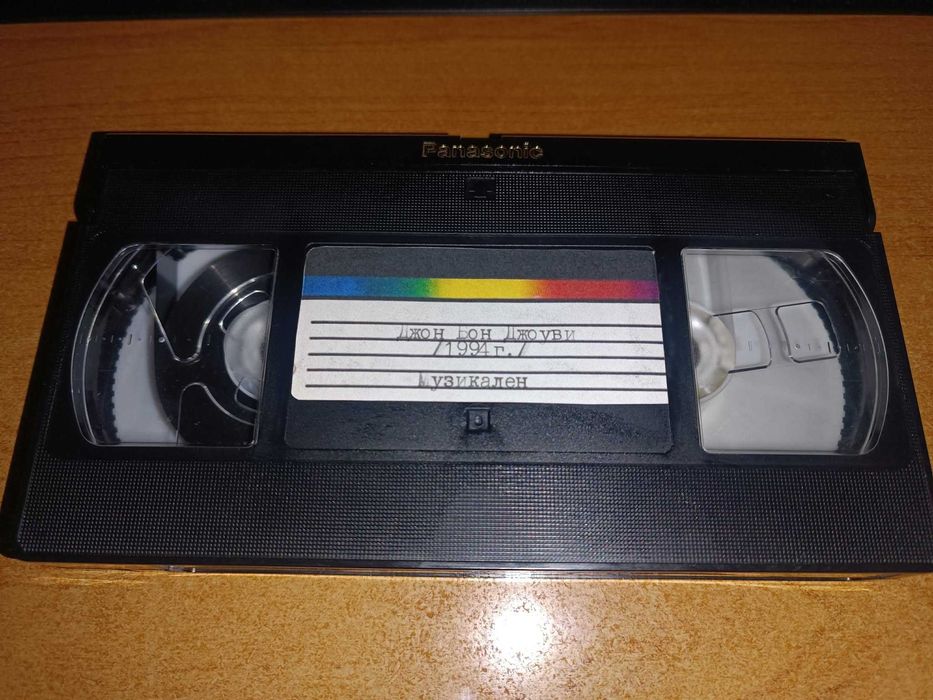 Panasonic
Джон Бон Джоуви
/1994г./
Музикален